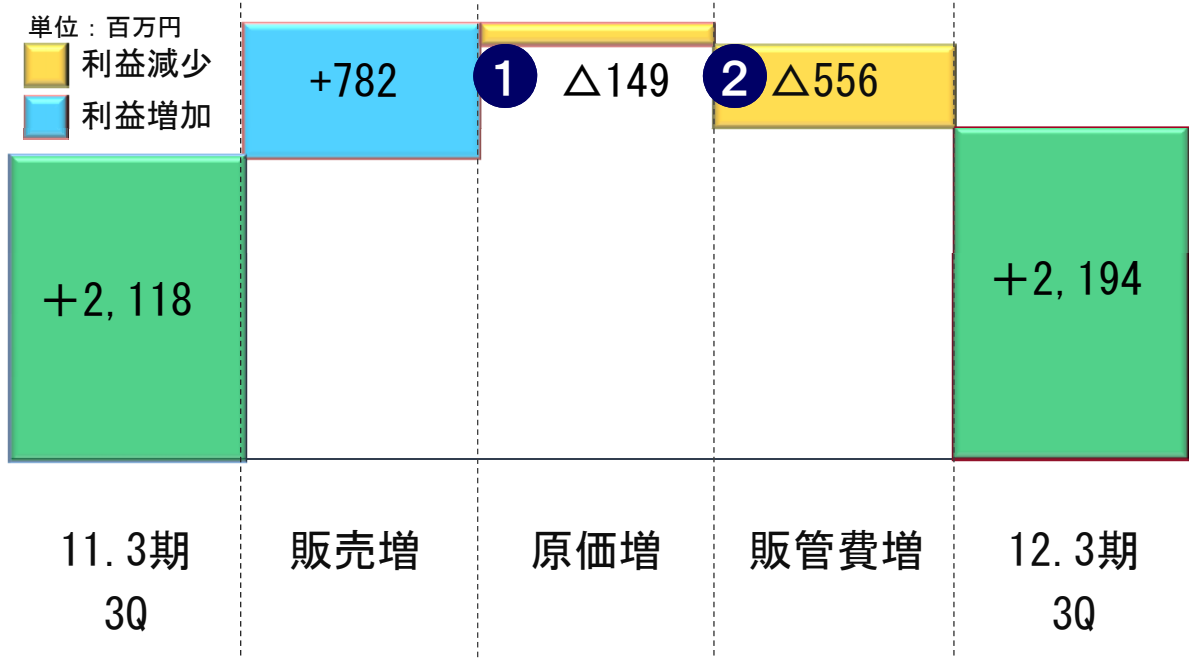 単位：百万円
利益減少
利益増加
+782
1
△149
2
△556
＋2,118
＋2,194
11.3期
3Q
販売増
原価増
販管費増
12.3期
3Q